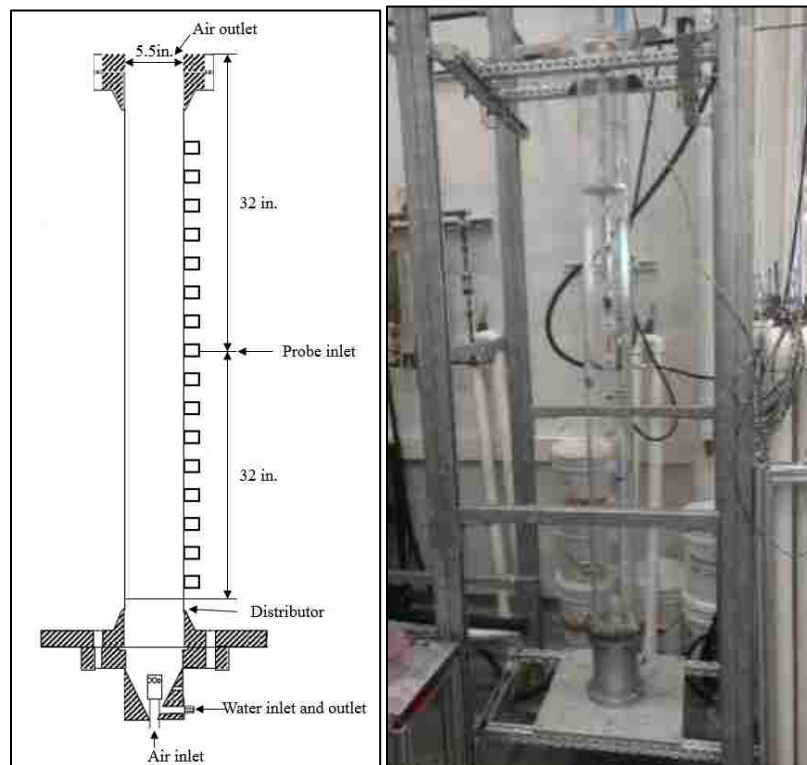 Air outlet
5.5in.
32 in.
Probe inlet
32 in.
Distributor
Water inlet and outlet
Air inlet